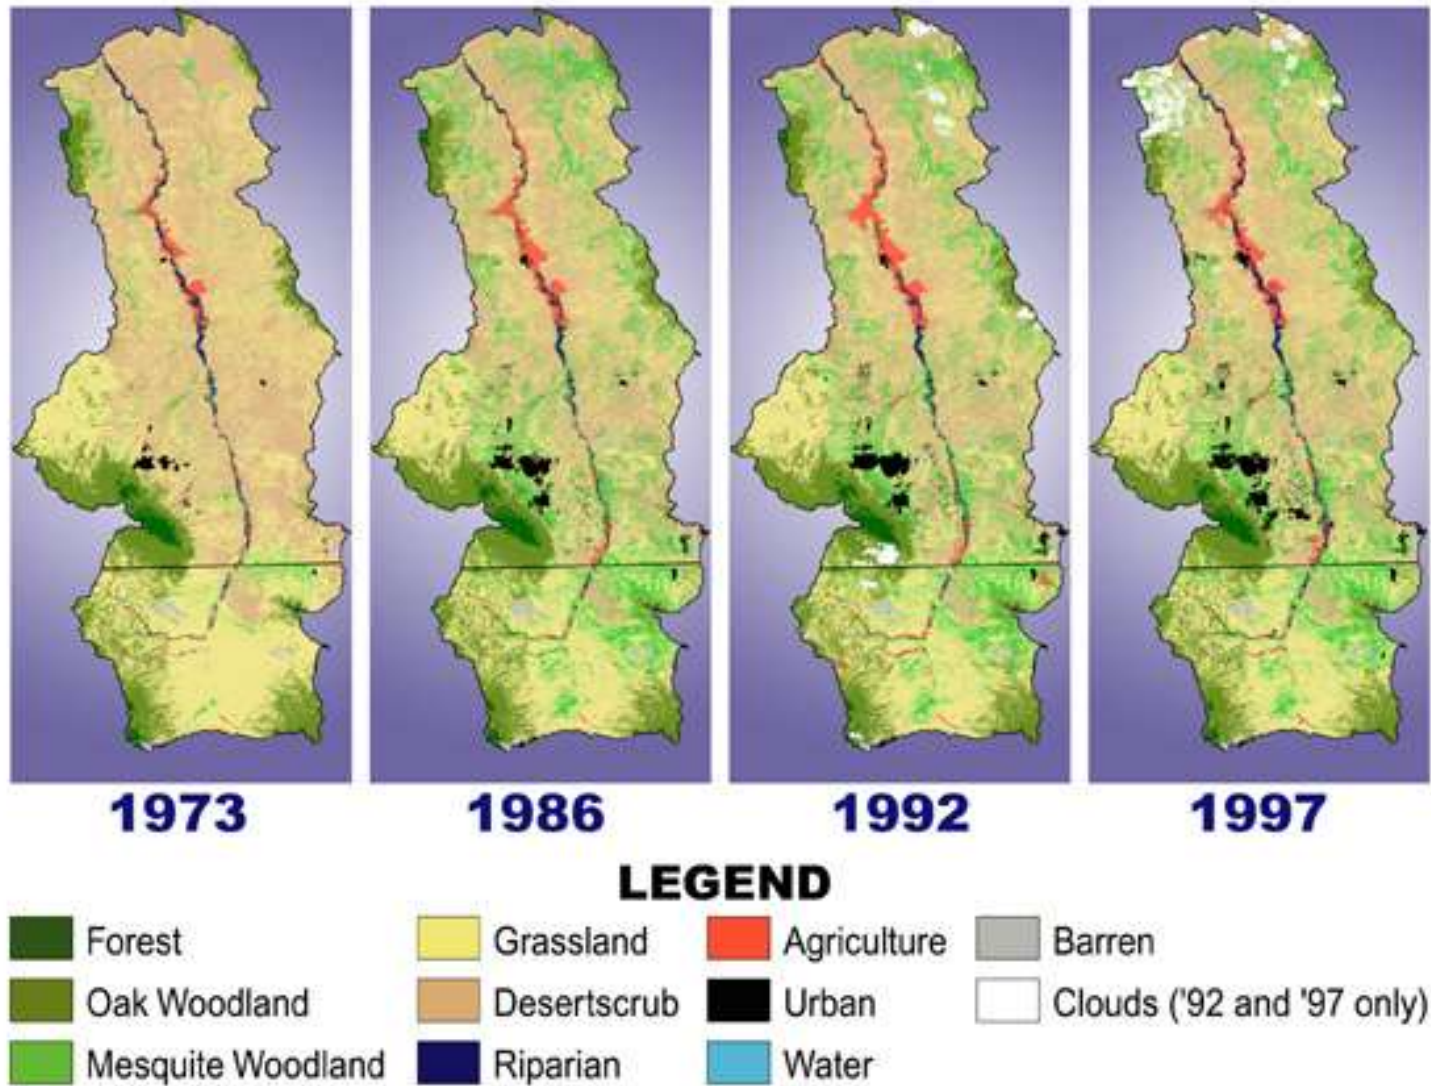 1973 1986 1992 1997
LEGEND
Forest Grassland Agriculture Barren
Oak Woodland Desertscrub Urban Clouds ('92 and '97 only)
Mesquite Woodland Riparian Water